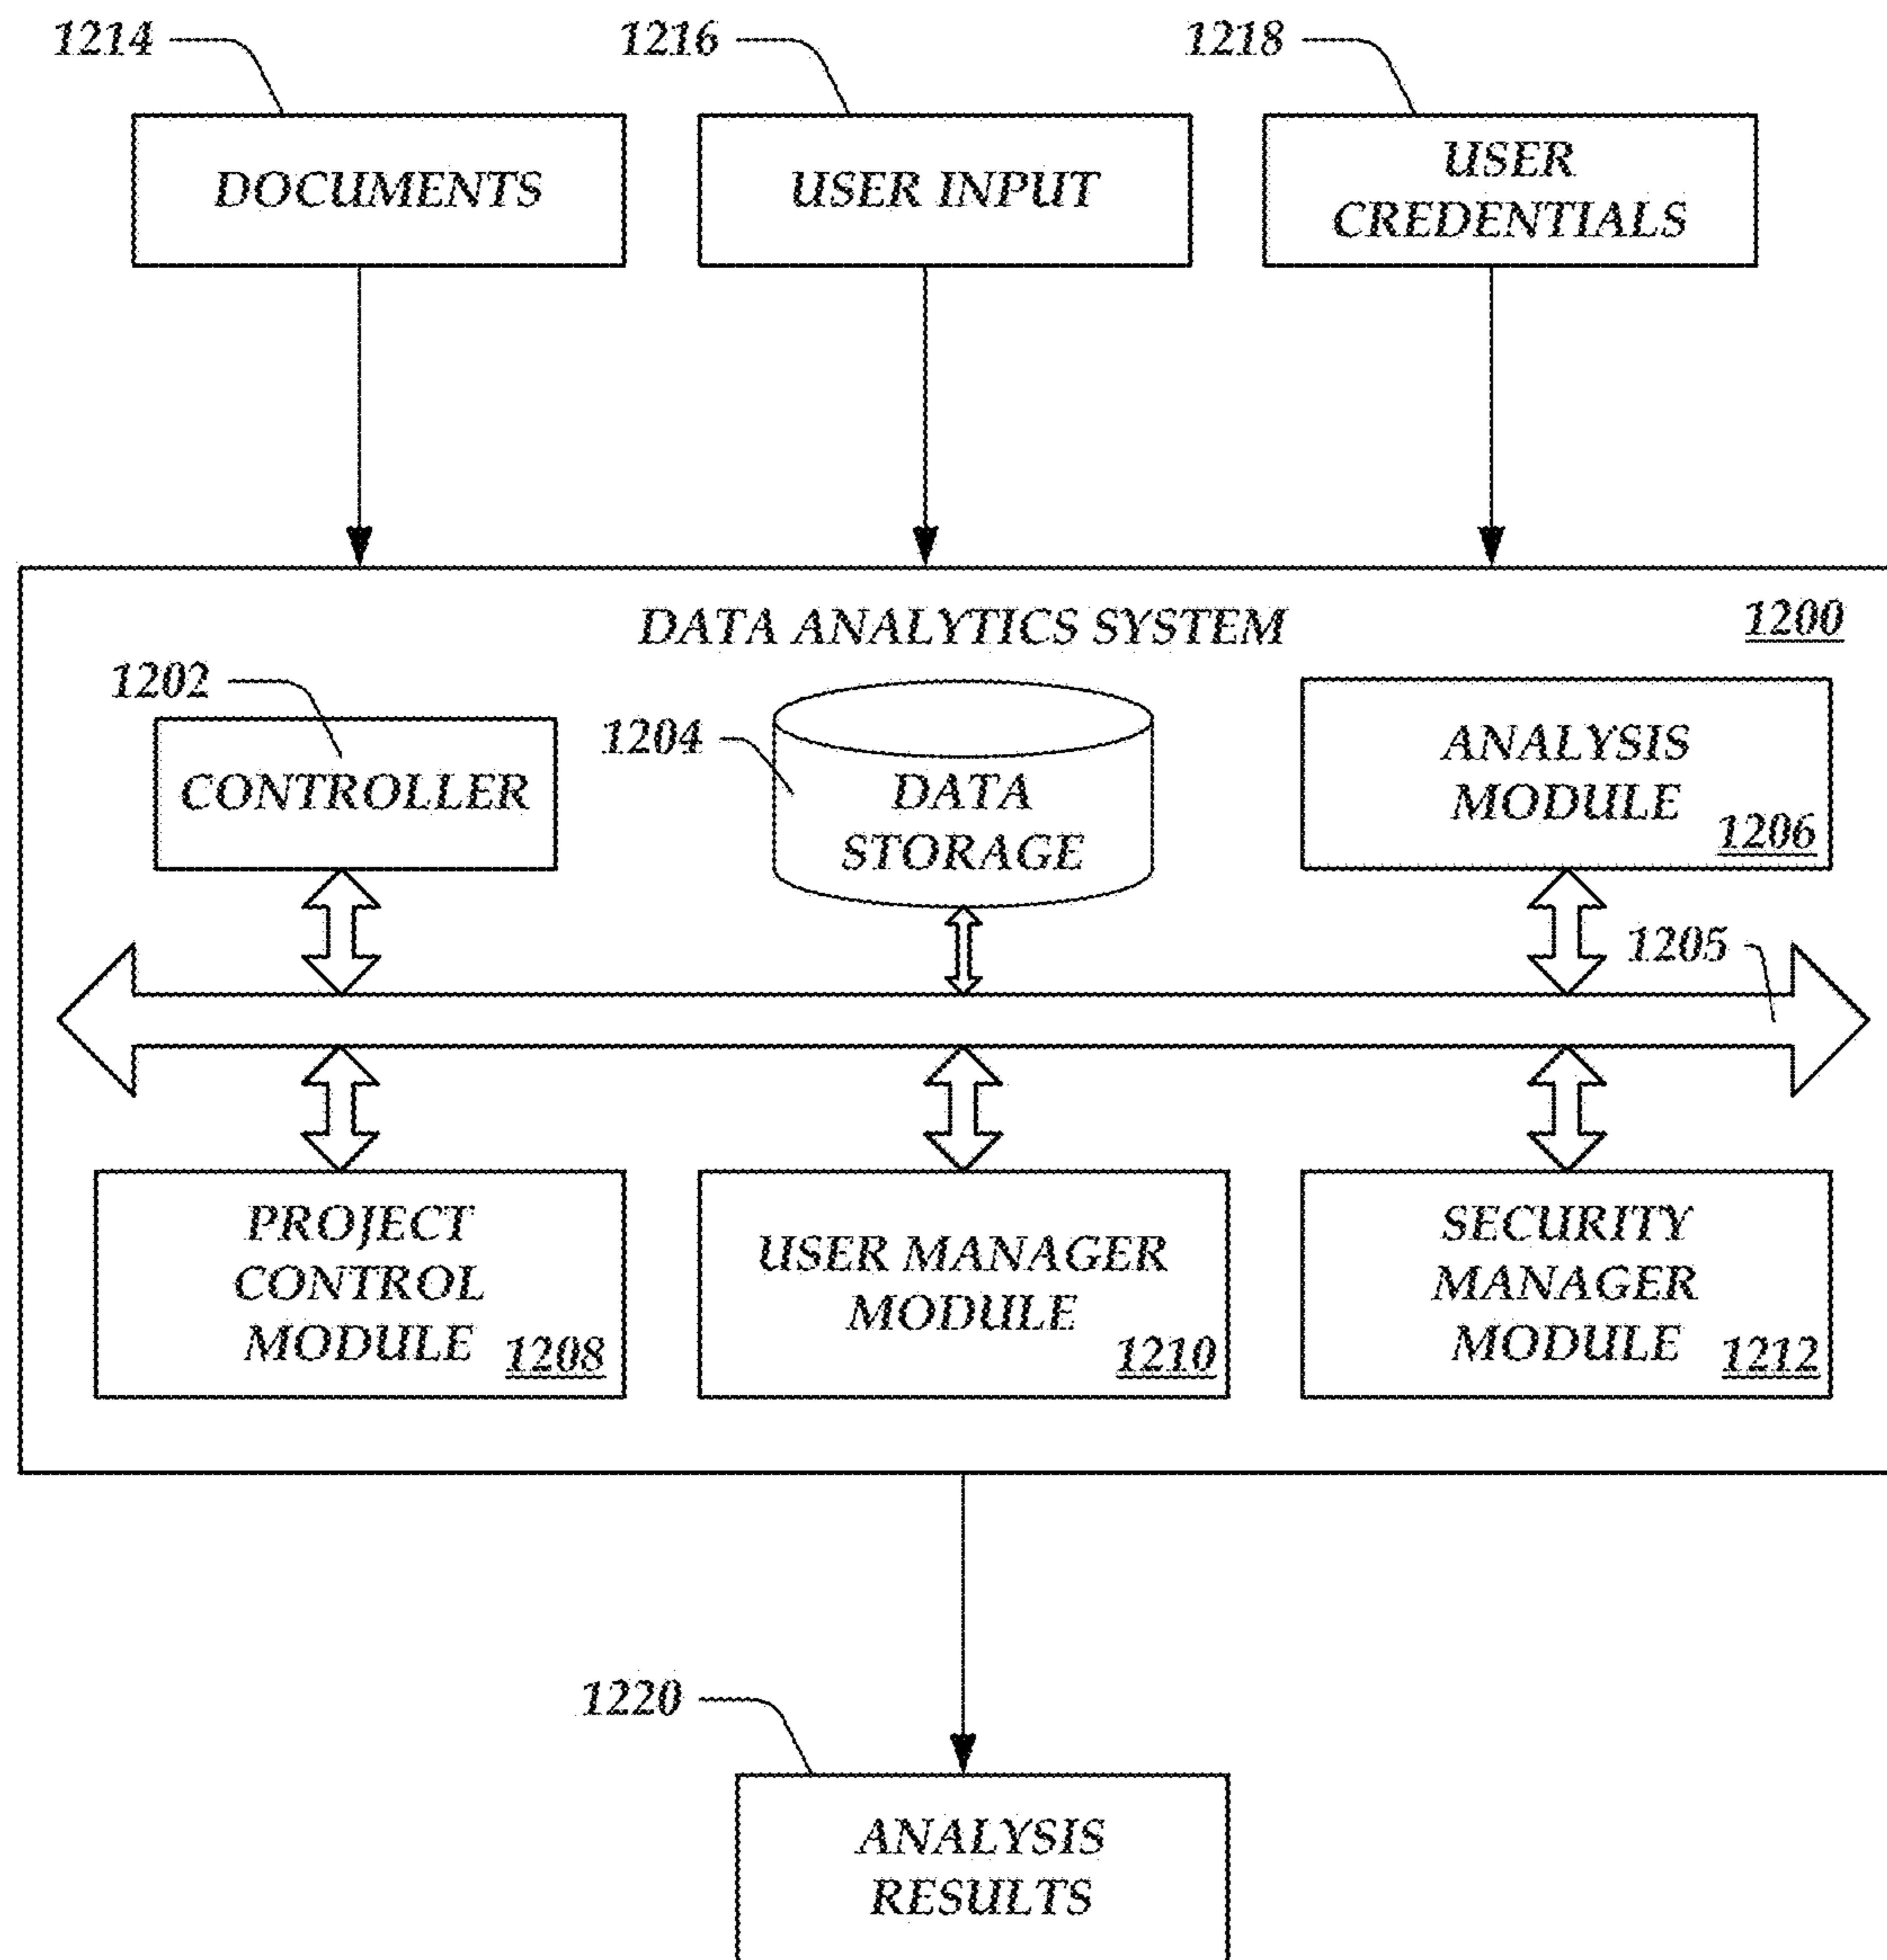 1214
1216
1218
DOCUMENTS
USER INPUT
USER
CREDENTIALS
DATA ANALYTICS SYSTEM
1200
1202
CONTROLLER
1204
DATA
STORAGE
ANALYSIS
MODULE
1206
1205
PROJECT
CONTROL
MODULE
1208
USER MANAGER
MODULE
1210
SECURITY
MANAGER
MODULE
1212
1220
ANALYSIS
RESULTS